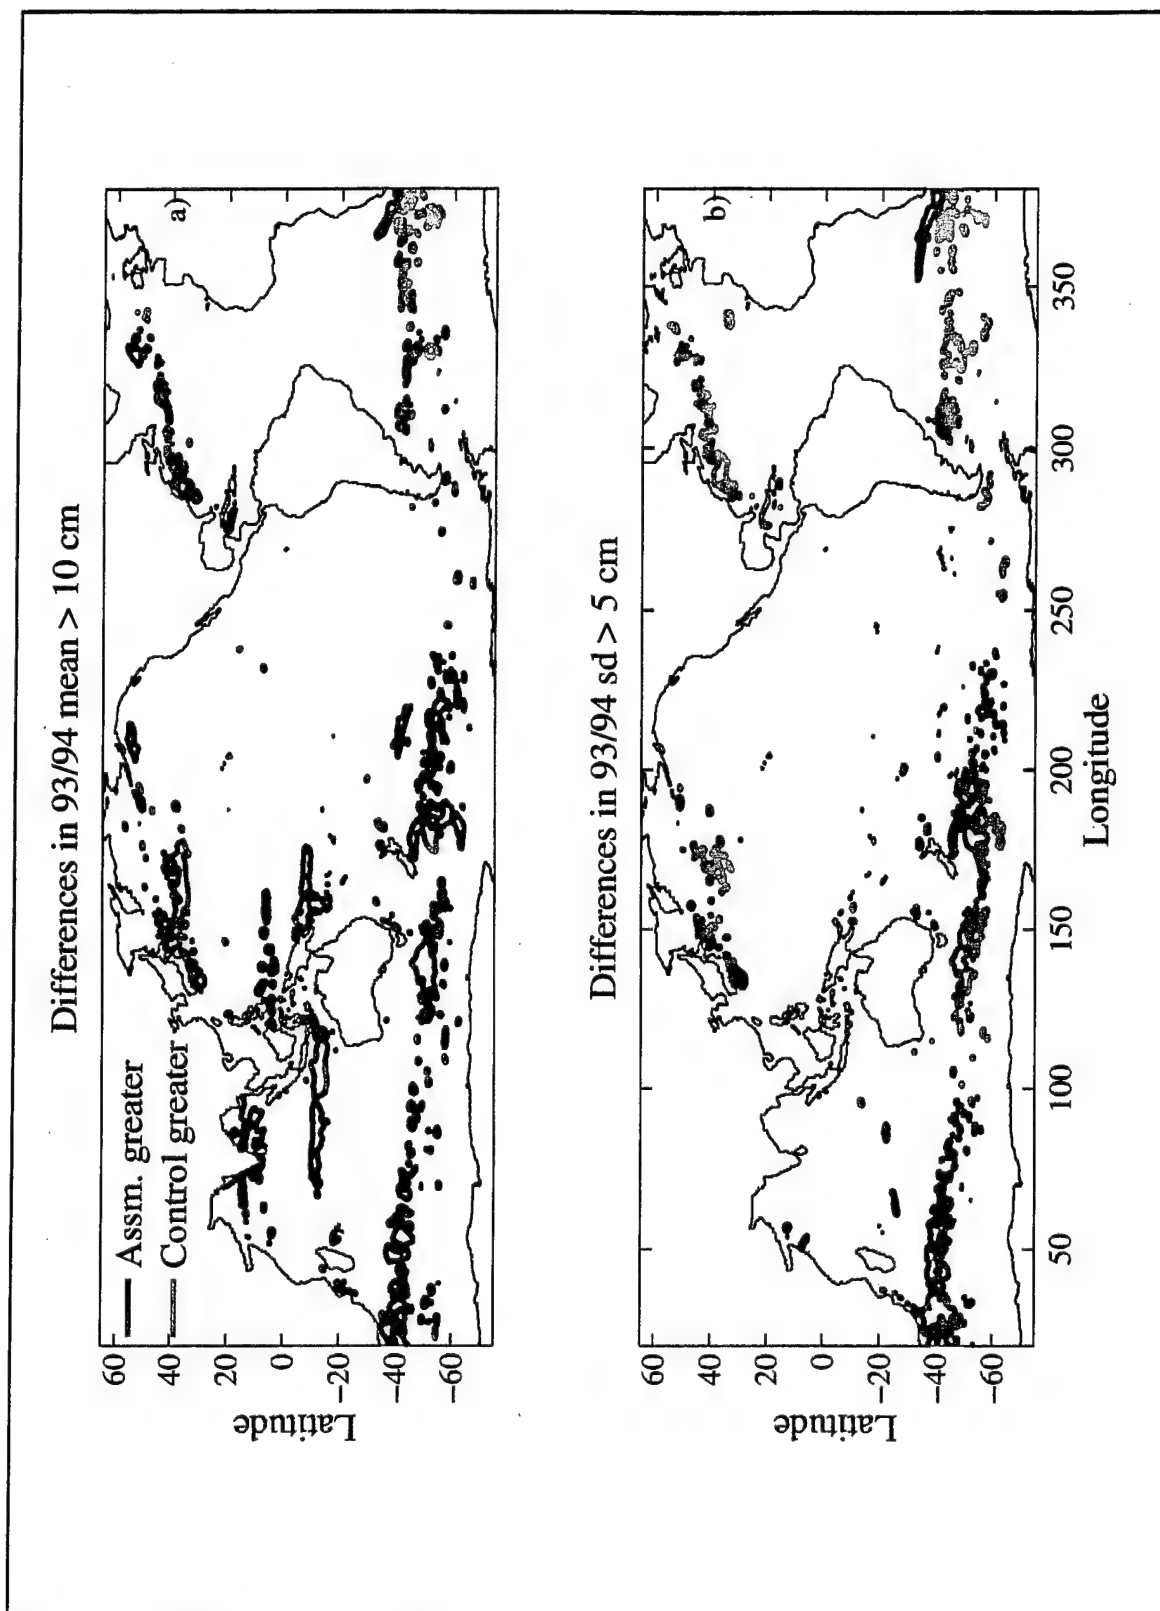 Differences in 93/94 mean > 10 cm
Assm. greater
Control greater
a)
Latitude
60
40
20
0
−20
−40
−60
Differences in 93/94 sd > 5 cm
b)
Latitude
60
40
20
0
−20
−40
−60
50
100
150
200
250
300
350
Longitude